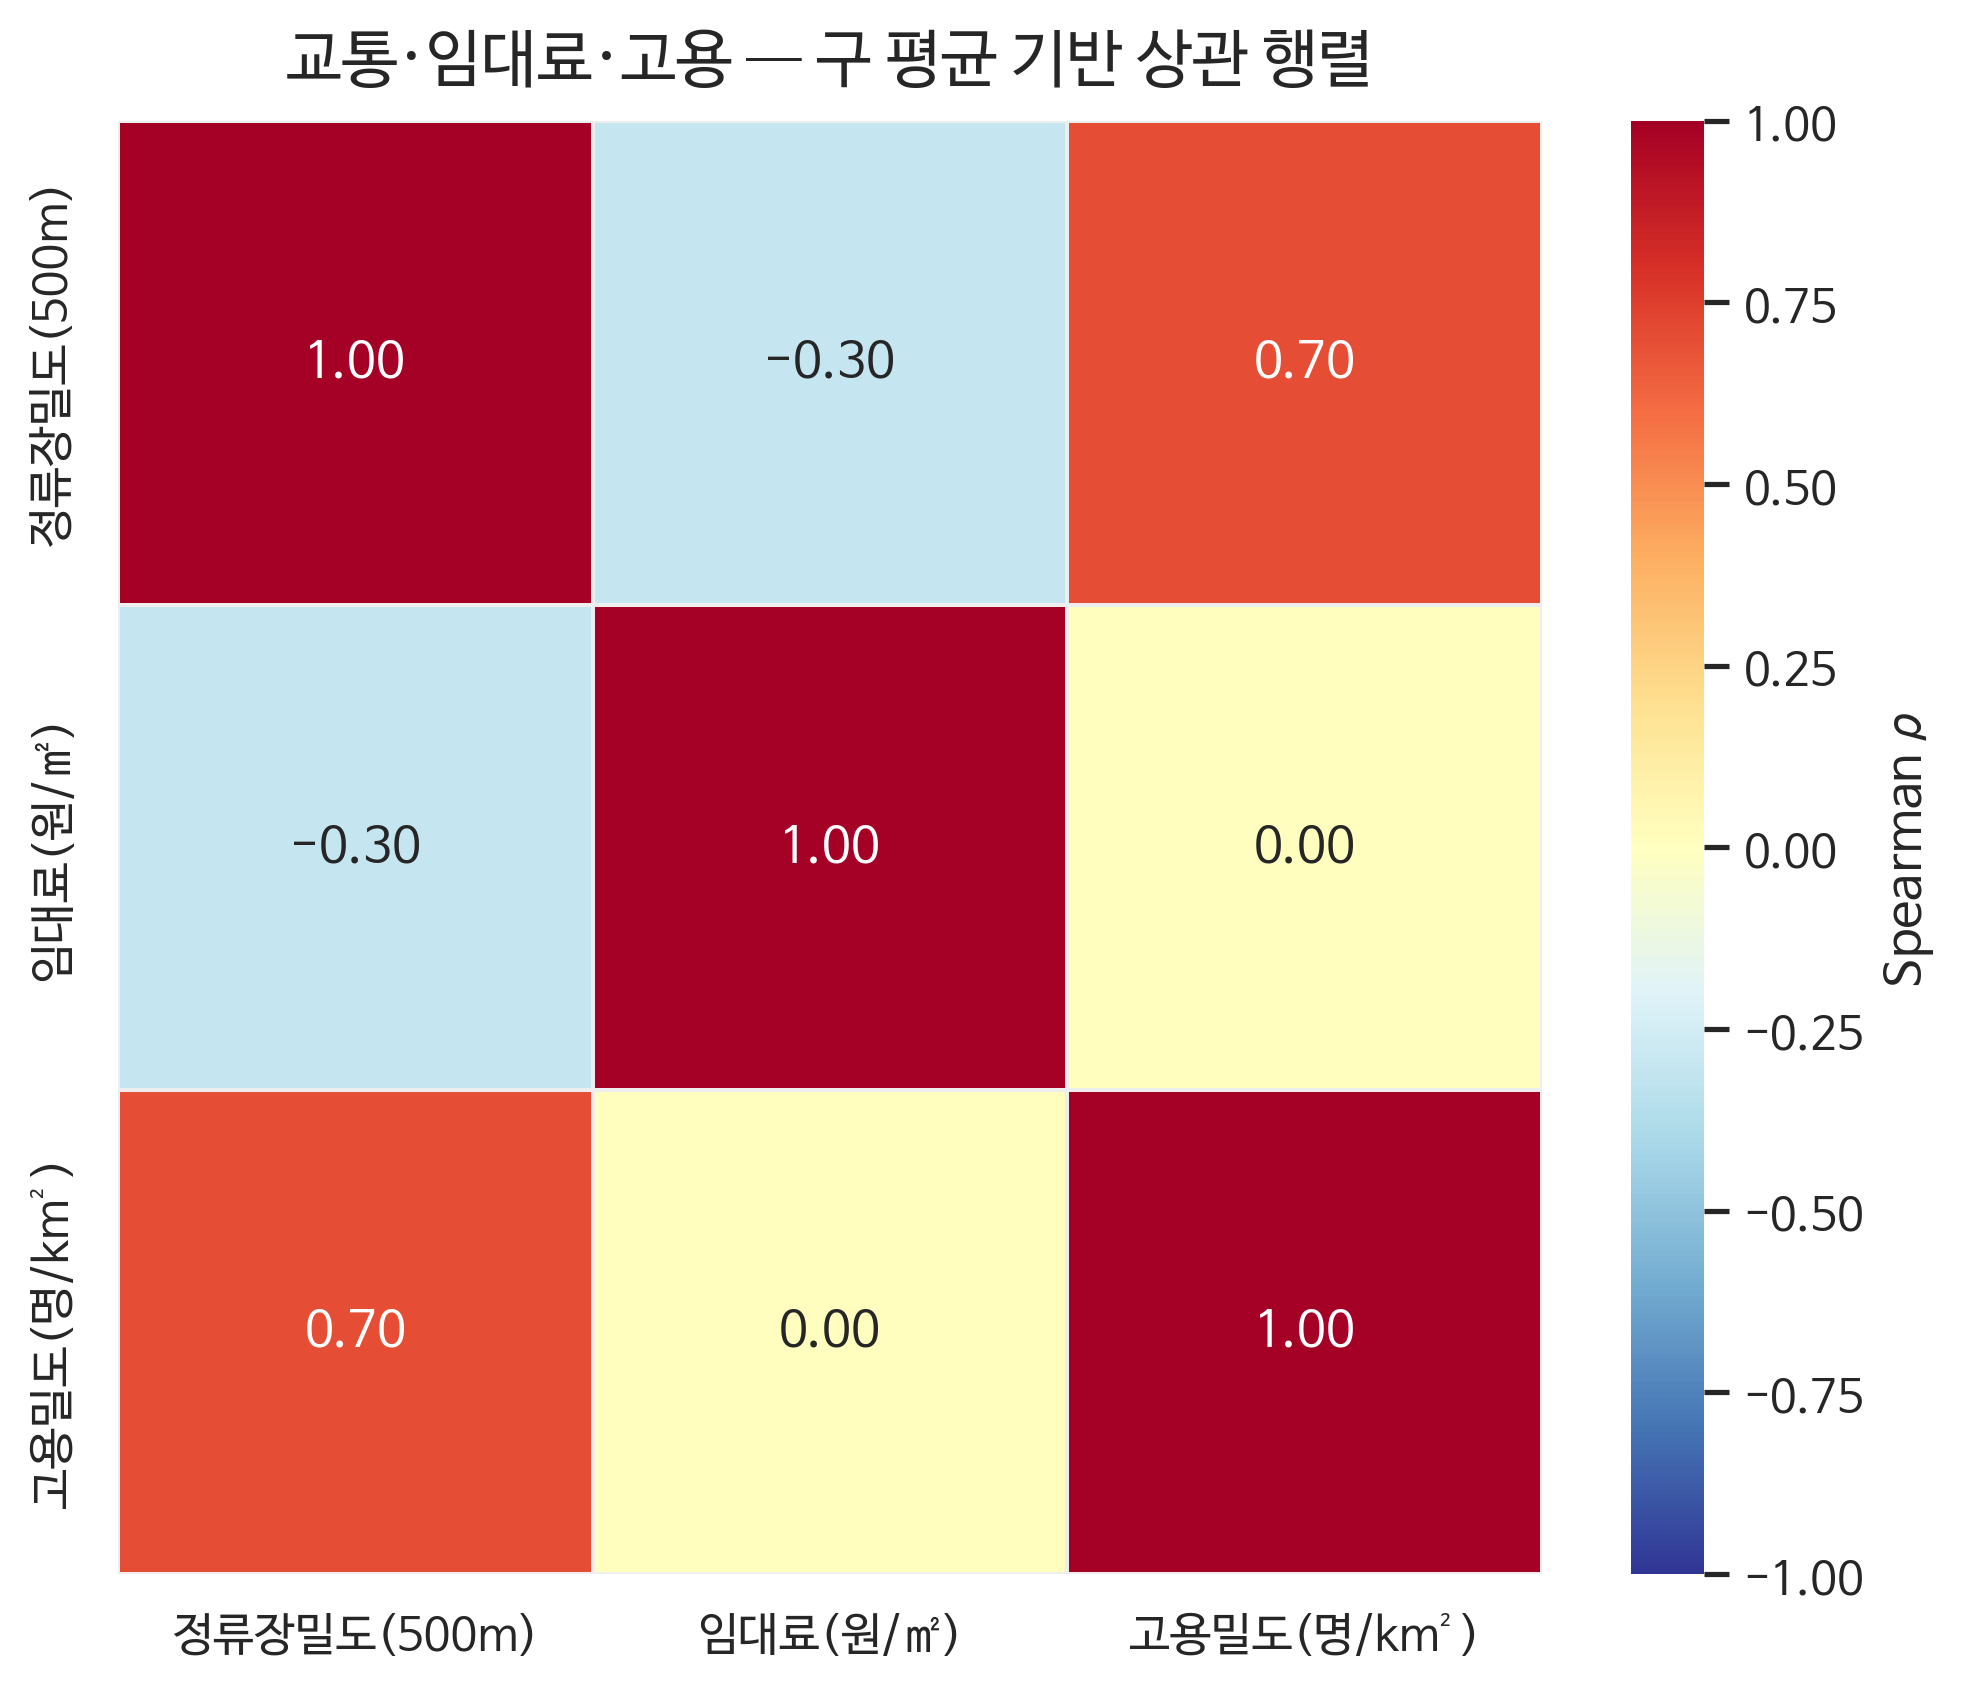 교통·임대료·고용 — 구 평균 기반 상관 행렬
정류장밀도(500m)
임대료(원/㎡)
고용밀도(명/km²)
1.00 −0.30 0.70
−0.30 1.00 0.00
0.70 0.00 1.00
정류장밀도(500m) 임대료(원/㎡) 고용밀도(명/km²)
1.00
0.75
0.50
0.25
0.00
−0.25
−0.50
−0.75
−1.00
Spearman ρ